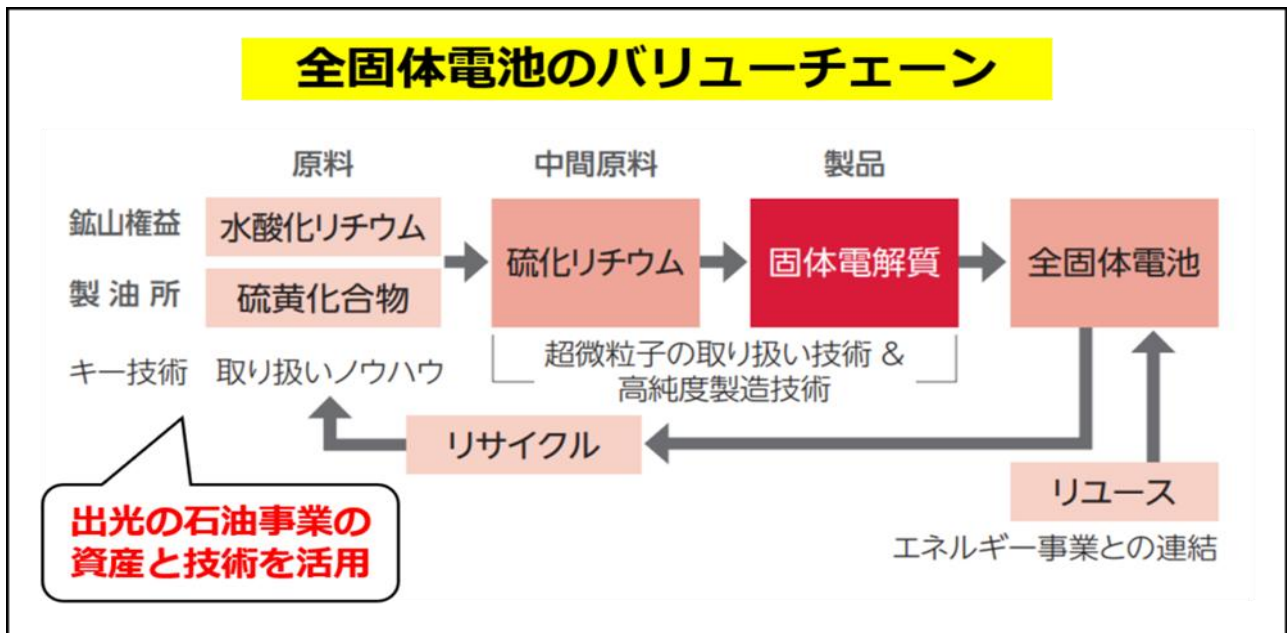 全固体電池のバリューチェーン
原料
中間原料
製品
鉱山権益
水酸化リチウム
製油所
硫黄化合物
硫化リチウム
固体電解質
全固体電池
キー技術
取り扱いノウハウ
超微粒子の取り扱い技術 &
高純度製造技術
リサイクル
リユース
エネルギー事業との連結
出光の石油事業の
資産と技術を活用